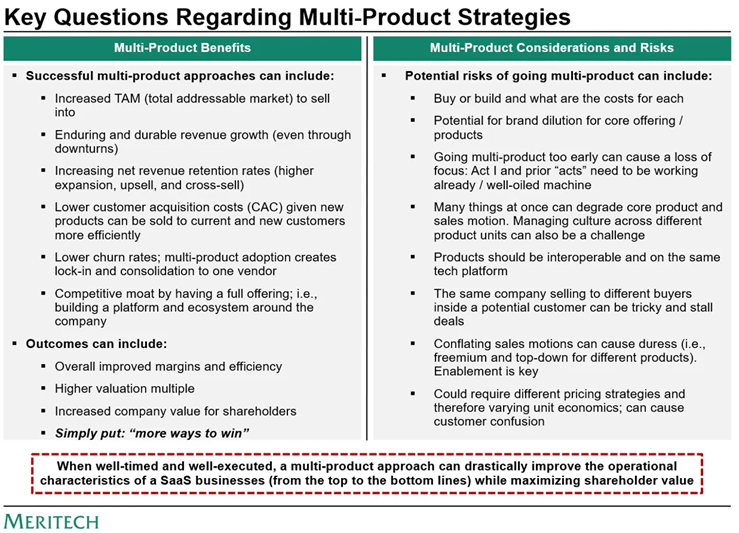 Key Questions Regarding Multi-Product Strategies
Multi-Product Benefits
▪ Successful multi-product approaches can include:
▪ Increased TAM (total addressable market) to sell
into
▪ Enduring and durable revenue growth (even through
downturns)
▪ Increasing net revenue retention rates (higher
expansion, upsell, and cross-sell)
▪ Lower customer acquisition costs (CAC) given new
products can be sold to current and new customers
more efficiently
▪ Lower churn rates; multi-product adoption creates
lock-in and consolidation to one vendor
▪ Competitive moat by having a full offering; i.e.,
building a platform and ecosystem around the
company
▪ Outcomes can include:
▪ Overall improved margins and efficiency
▪ Higher valuation multiple
▪ Increased company value for shareholders
▪ Simply put: “more ways to win”
Multi-Product Considerations and Risks
▪ Potential risks of going multi-product can include:
▪ Buy or build and what are the costs for each
▪ Potential for brand dilution for core offering /
products
▪ Going multi-product too early can cause a loss of
focus: Act I and prior “acts” need to be working
already / well-oiled machine
▪ Many things at once can degrade core product and
sales motion. Managing culture across different
product units can also be a challenge
▪ Products should be interoperable and on the same
tech platform
▪ The same company selling to different buyers
inside a potential customer can be tricky and stall
deals
▪ Conflating sales motions can cause duress (i.e.,
freemium and top-down for different products).
Enablement is key
▪ Could require different pricing strategies and
therefore varying unit economics; can cause
customer confusion
When well-timed and well-executed, a multi-product approach can drastically improve the operational
characteristics of a SaaS businesses (from the top to the bottom lines) while maximizing shareholder value
MERITECH